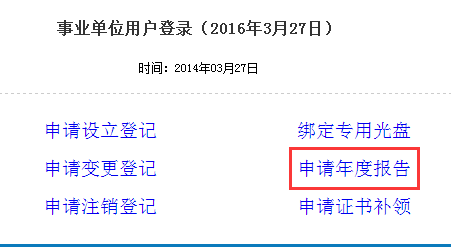 事业单位用户登录（2016年3月27日）
时间：2014年03月27日
申请设立登记 绑定专用光盘
申请变更登记 申请年度报告
申请注销登记 申请证书补领